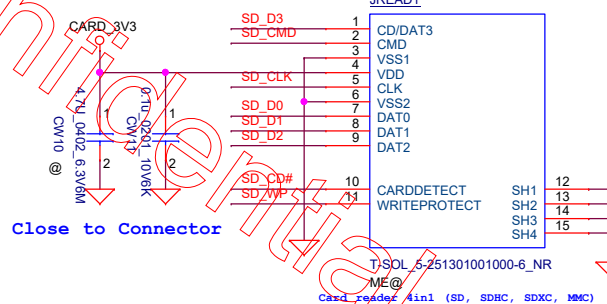 JREAD1
CARD_3V3
SD_D3 1 CD/DAT3
SD_CMD 2 CMD
3 VSS1
4 VDD
SD_CLK 5 CLK
6 VSS2
SD_D0 7 DAT0
SD_D1 8 DAT1
SD_D2 9 DAT2
SD_CD# 10 CARDDETECT SH1 12
SD_WP 11 WRITEPROTECT SH2 13
SH3 14
SH4 15
4.7U_0402_6.3V6M
CW10
@
1
2
0.1U_0201_10V6K
CW11
1
2
Close to Connector
T-SOL_5-251301001000-6_NR
ME@
Card reader 4in1 (SD, SDHC, SDXC, MMC)
nfidential